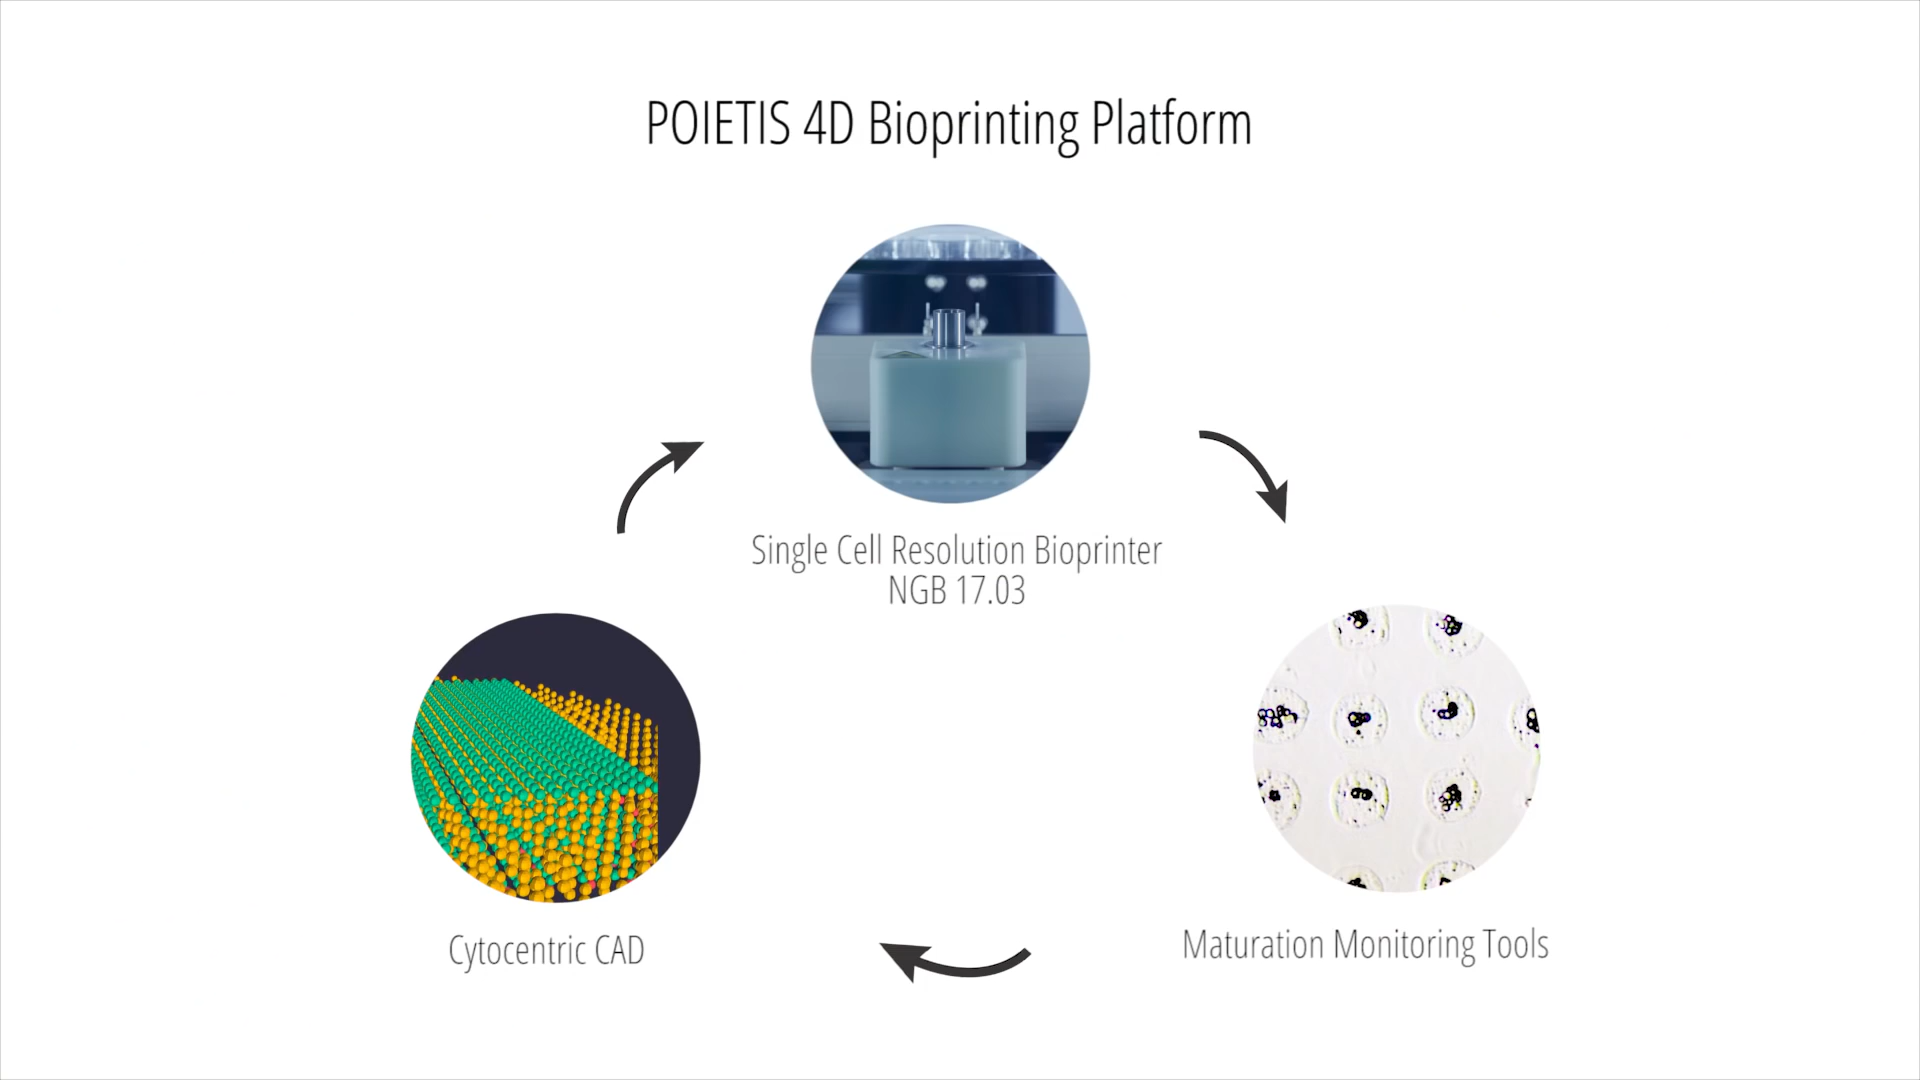 POIETIS 4D Bioprinting Platform
Single Cell Resolution Bioprinter
NGB 17.03
Cytocentric CAD
Maturation Monitoring Tools